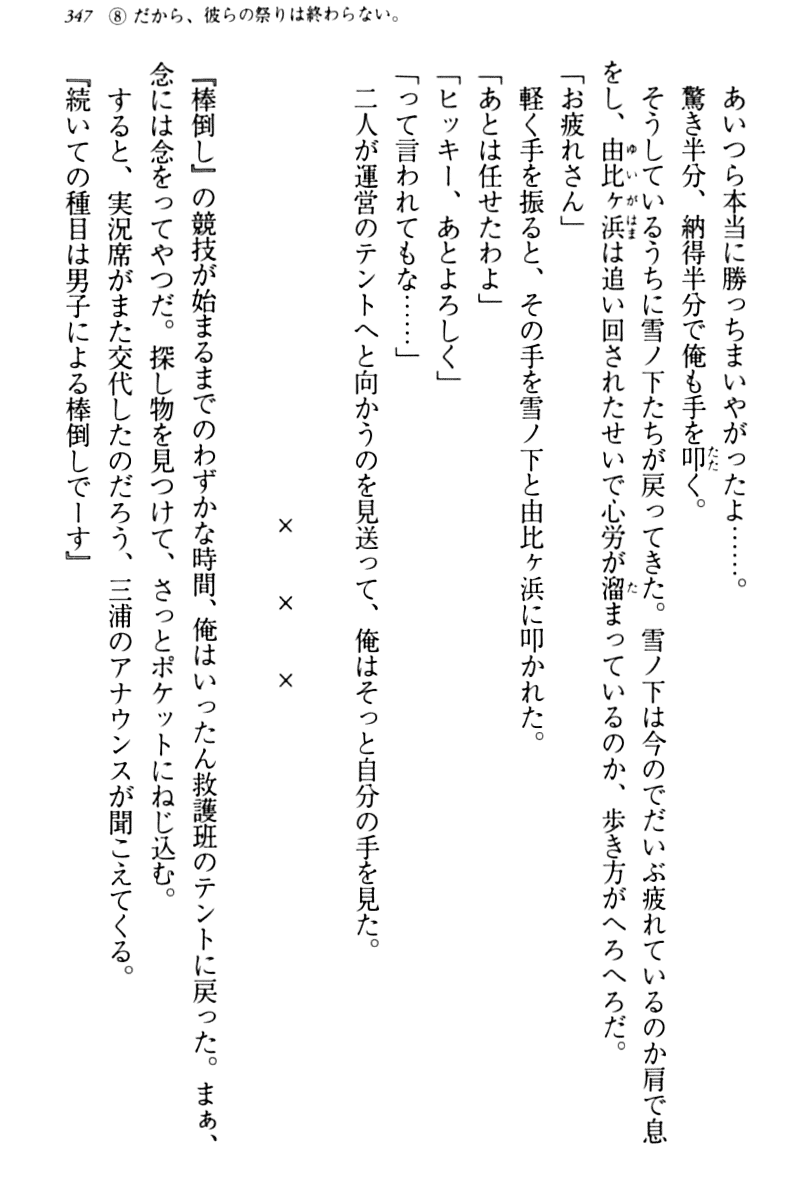 347 ⑧ だから、彼らの祭りは終わらない。
あいつら本当に勝っちまいやがったよ……。
驚き半分、納得半分で俺も手を叩く。
そうしているうちに雪ノ下たちが戻ってきた。雪ノ下は今のでだいぶ疲れているのか肩で息
をし、由比ヶ浜は追い回されたせいで心労が溜まっているのか、歩き方がへろへろだ。
「お疲れさん」
軽く手を振ると、その手を雪ノ下と由比ヶ浜に叩かれた。
「あとは任せたわよ」
「ヒッキー、あとよろしく」
「って言われてもな……」
二人が運営のテントへと向かうのを見送って、俺はそっと自分の手を見た。
× × ×
『棒倒し』の競技が始まるまでのわずかな時間、俺はいったん救護班のテントに戻った。まぁ、
念には念をってやつだ。探し物を見つけて、さっとポケットにねじ込む。
すると、実況席がまた交代したのだろう、三浦のアナウンスが聞こえてくる。
『続いての種目は男子による棒倒しでーす』